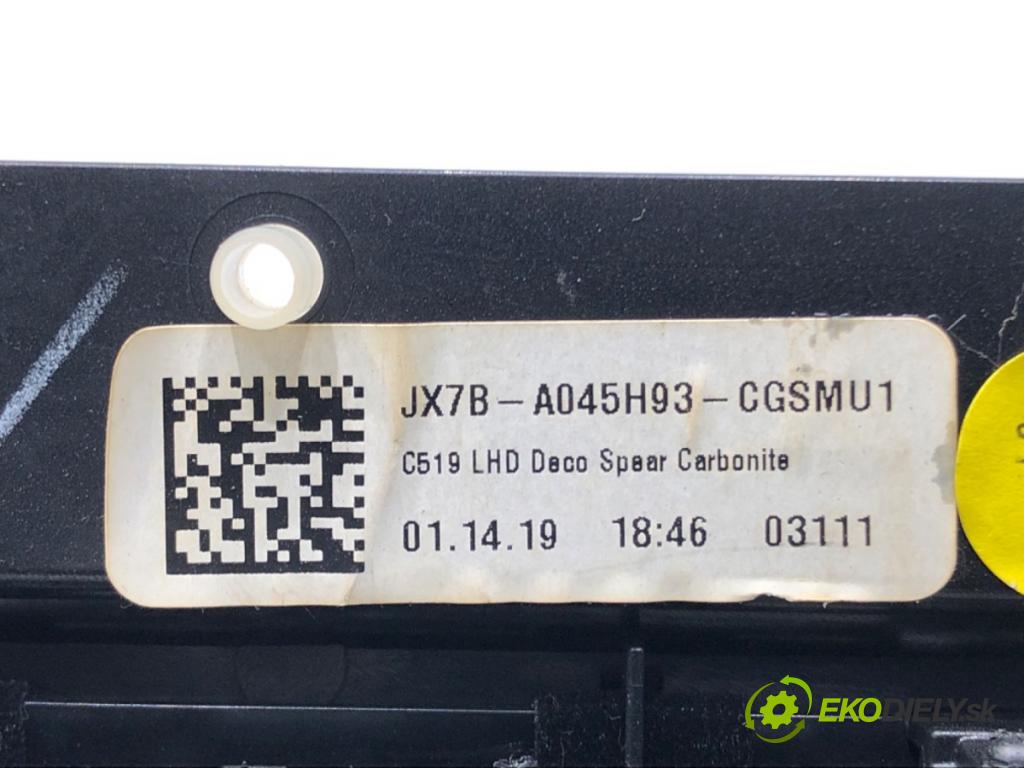 JX7B-A045H93-CGSMU1
C519 LHD Deco Spear Carbonite
01.14.19 18:46 03111
EKODIELY.sk